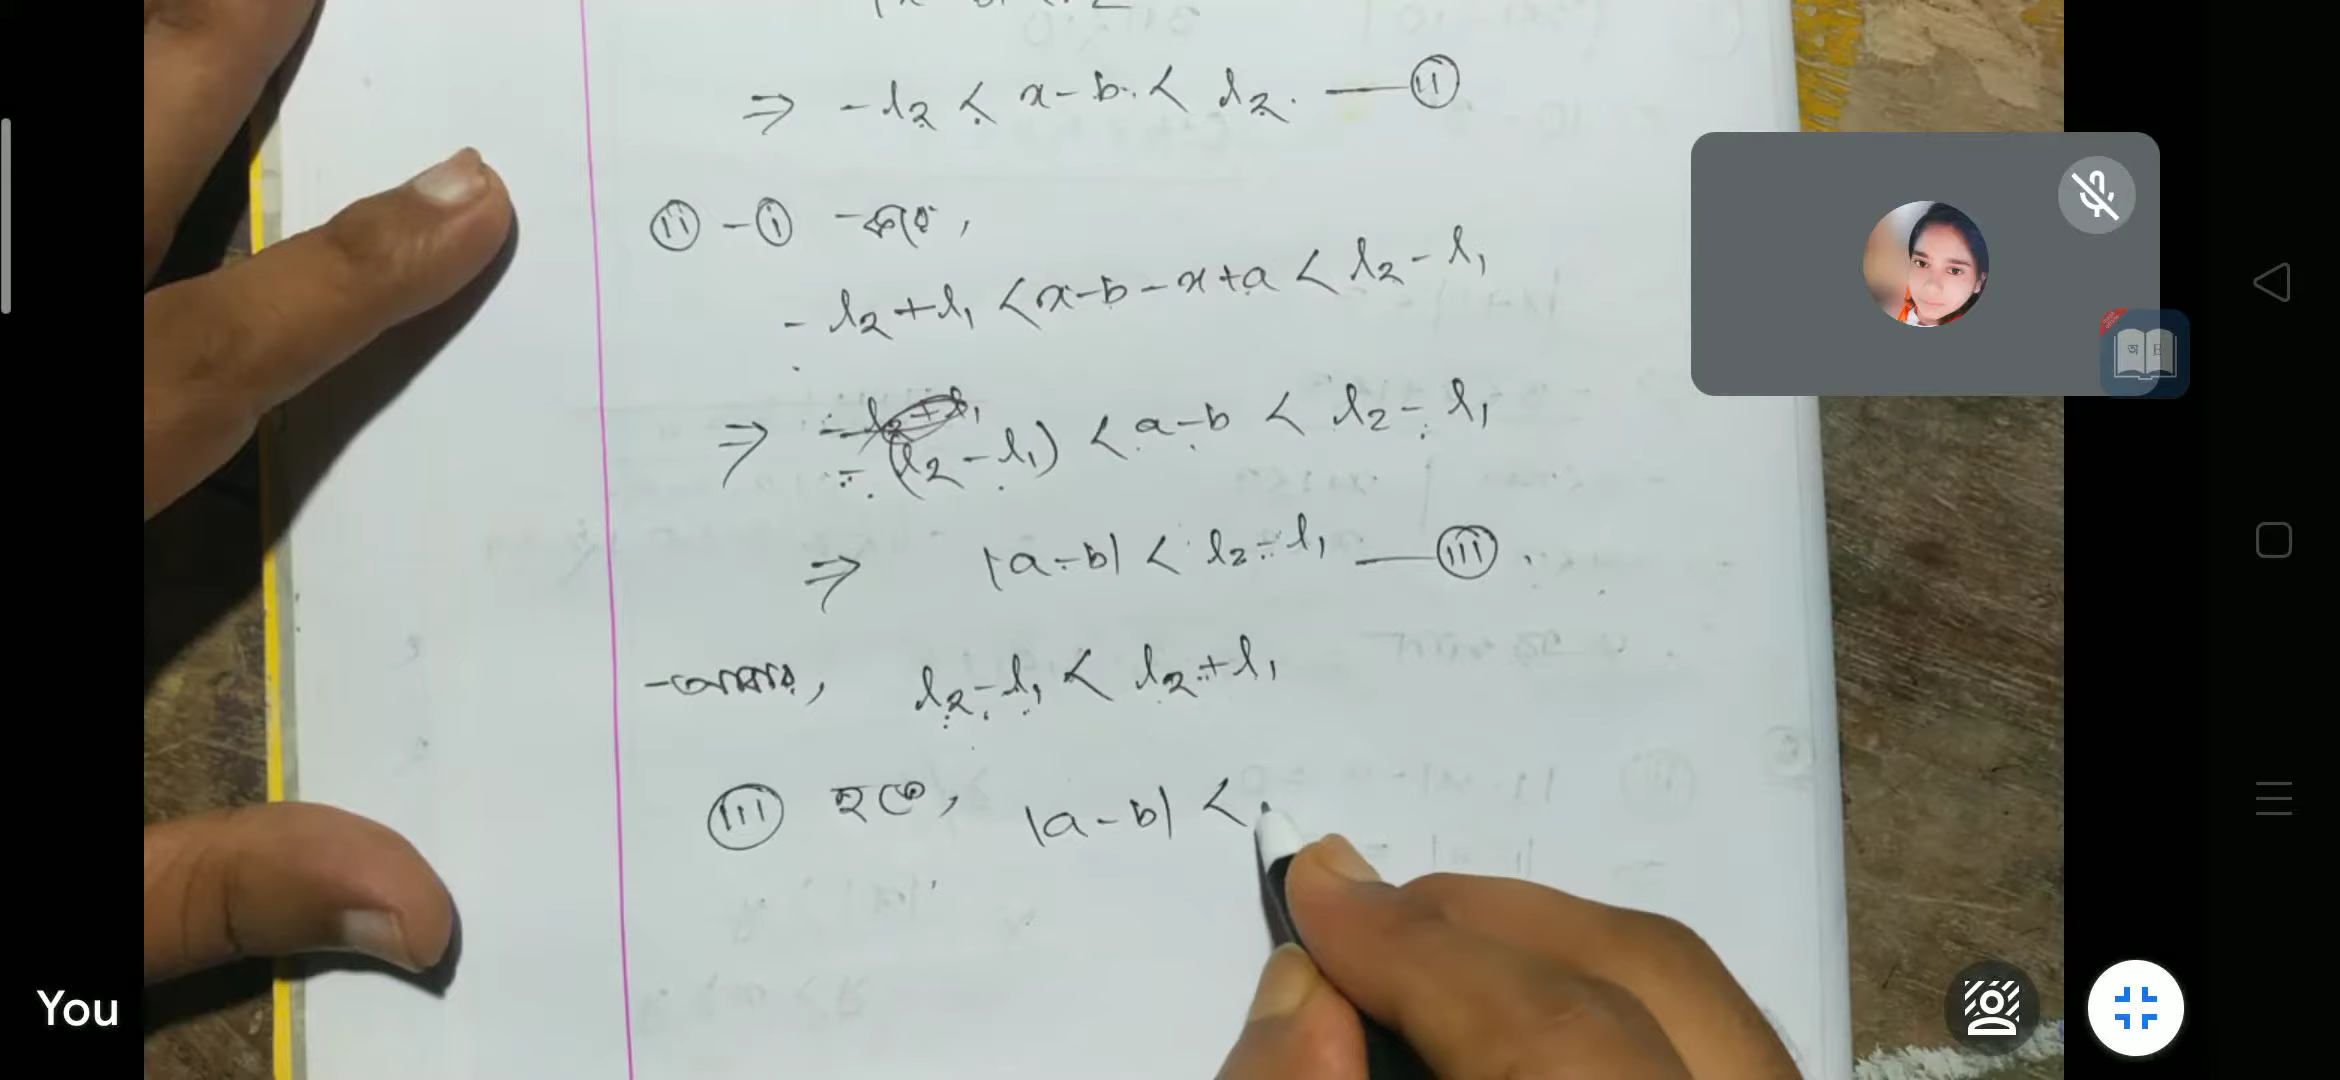 ⇒ -l₂ < x-b < l₂. — (ii)
(ii) - (i) করে,
- l₂ + l₁ < x-b-x+a < l₂ - l₁
⇒ - (l₂ - l₁) < a-b < l₂ - l₁
⇒ |a-b| < l₂ - l₁ — (iii) .
আবার, l₂ - l₁ < l₂ + l₁
(iii) হতে, |a-b| <
You